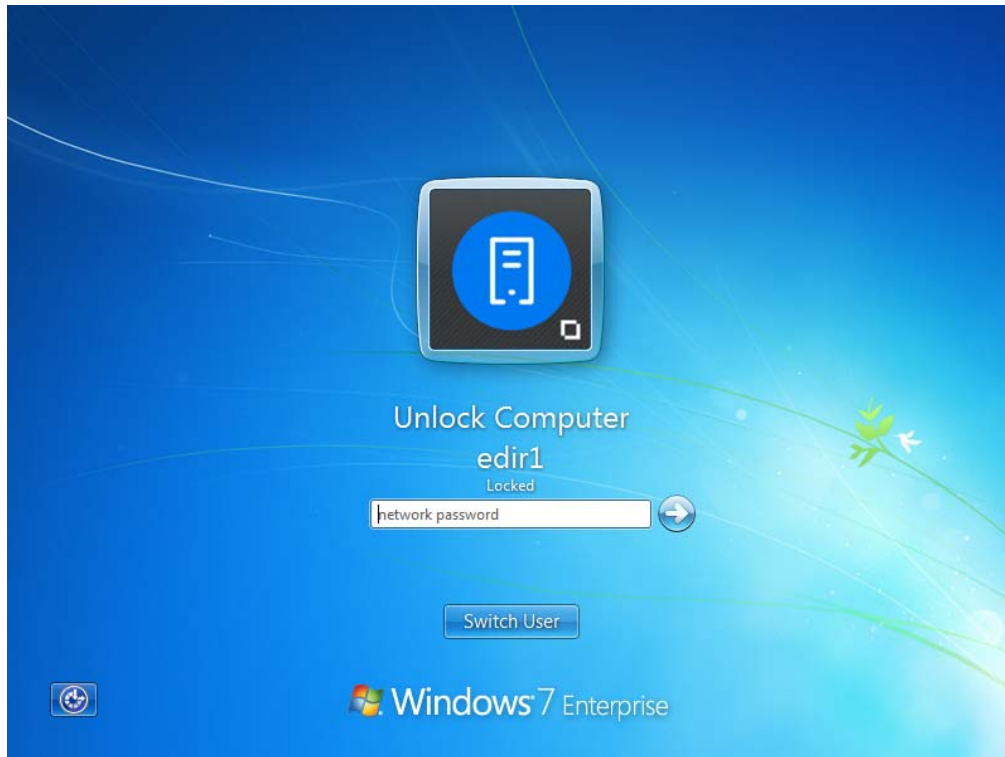 Unlock Computer
edir1
Locked
network password
Switch User
Windows 7 Enterprise